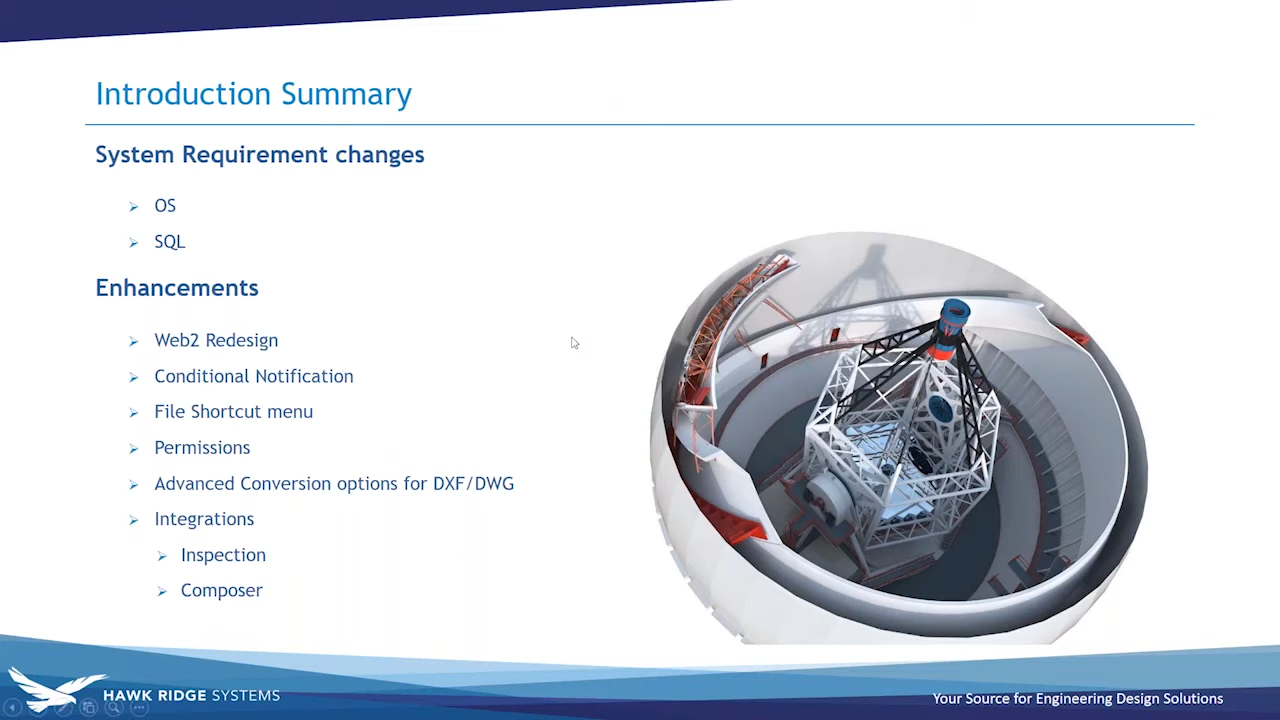 Introduction Summary
System Requirement changes
OS
SQL
Enhancements
Web2 Redesign
Conditional Notification
File Shortcut menu
Permissions
Advanced Conversion options for DXF/DWG
Integrations
Inspection
Composer
HAWK RIDGE SYSTEMS
Your Source for Engineering Design Solutions